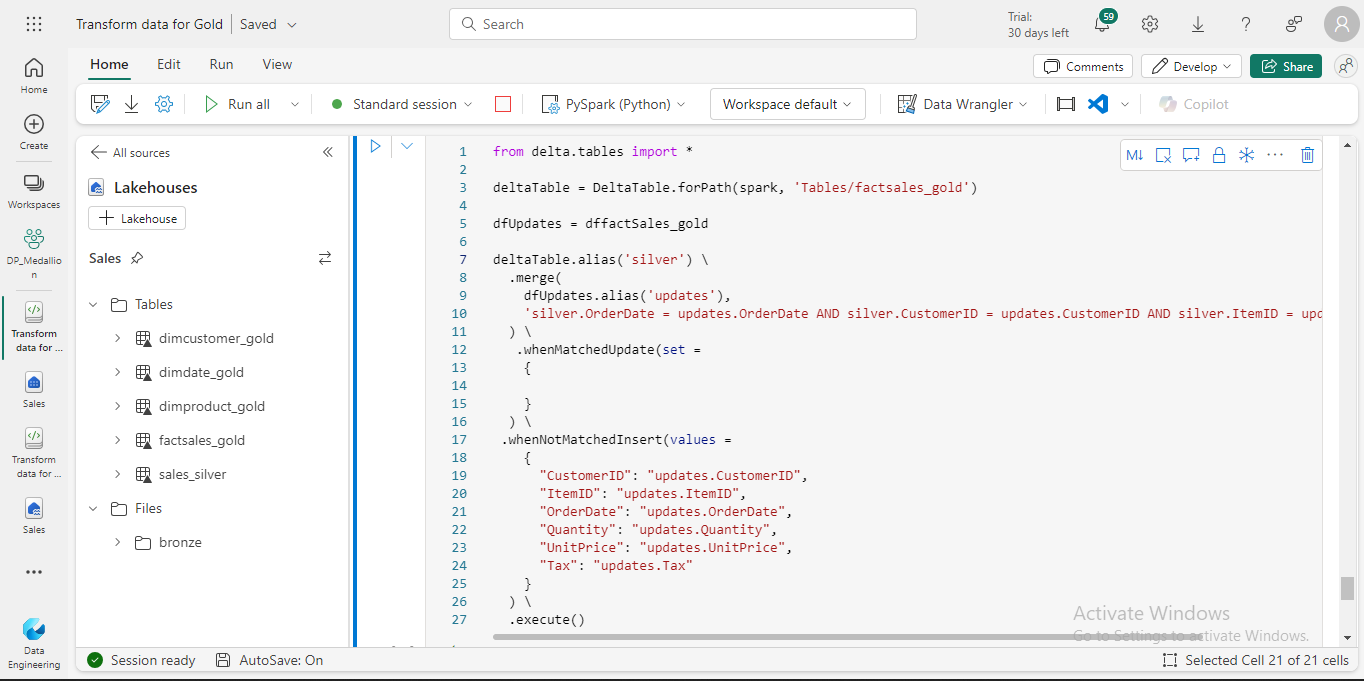 Transform data for Gold | Saved
Search
Trial:
30 days left
59
Home
Edit
Run
View
Comments
Develop
Share
Run all
Standard session
PySpark (Python)
Workspace default
Data Wrangler
Copilot
Home
Create
Workspaces
DP_Medallio
n
Transform
data for ...
Sales
Transform
data for ...
Sales
Data
Engineering
All sources
Lakehouses
Lakehouse
Sales
Tables
dimcustomer_gold
dimdate_gold
dimproduct_gold
factsales_gold
sales_silver
Files
bronze
M↓
1 from delta.tables import *
2
3 deltaTable = DeltaTable.forPath(spark, 'Tables/factsales_gold')
4
5 dfUpdates = dffactSales_gold
6
7 deltaTable.alias('silver') \
8 .merge(
9 dfUpdates.alias('updates'),
10 'silver.OrderDate = updates.OrderDate AND silver.CustomerID = updates.CustomerID AND silver.ItemID = upd
11 ) \
12 .whenMatchedUpdate(set =
13 {
14
15 }
16 ) \
17 .whenNotMatchedInsert(values =
18 {
19 "CustomerID": "updates.CustomerID",
20 "ItemID": "updates.ItemID",
21 "OrderDate": "updates.OrderDate",
22 "Quantity": "updates.Quantity",
23 "UnitPrice": "updates.UnitPrice",
24 "Tax": "updates.Tax"
25 }
26 ) \
27 .execute()
Activate Windows
Go to Settings to activate Windows.
Session ready
AutoSave: On
Selected Cell 21 of 21 cells